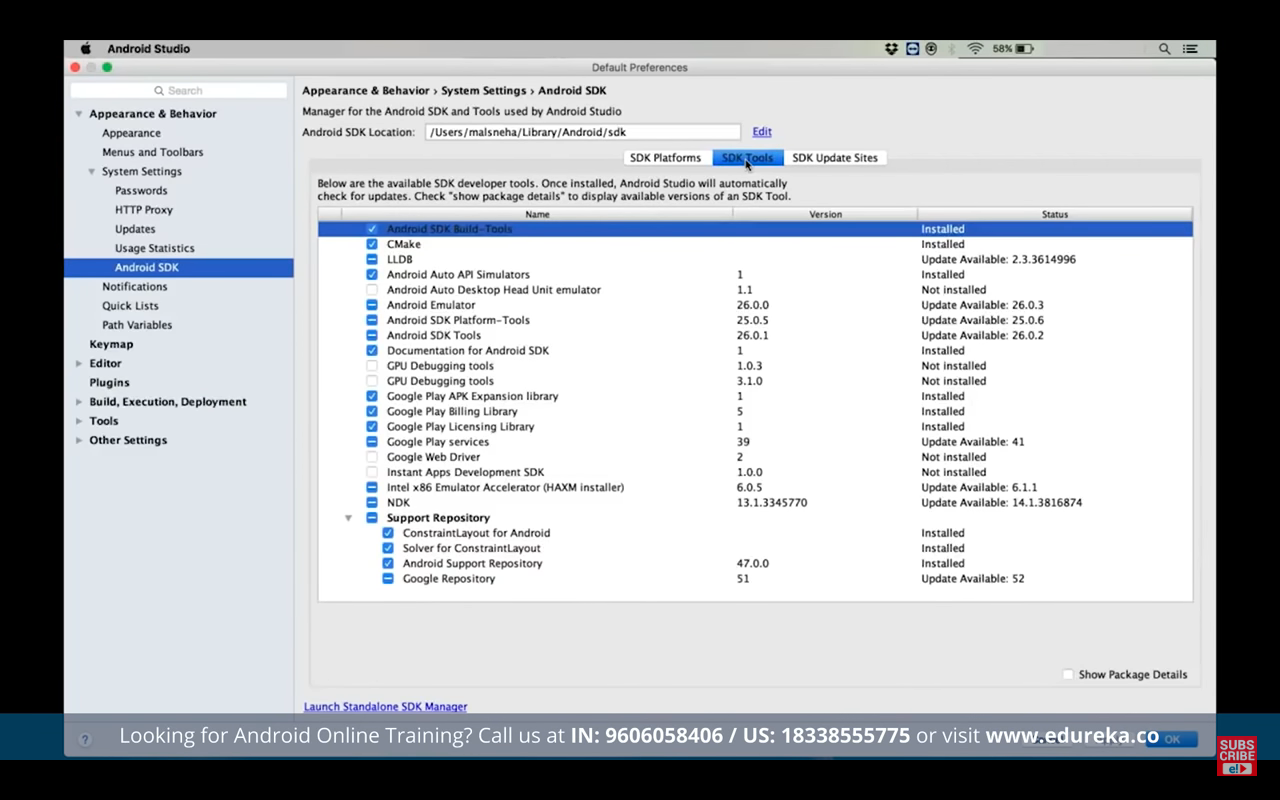 Android Studio
58%
Default Preferences
Search
Appearance & Behavior
Appearance
Menus and Toolbars
System Settings
Passwords
HTTP Proxy
Updates
Usage Statistics
Android SDK
Notifications
Quick Lists
Path Variables
Keymap
Editor
Plugins
Build, Execution, Deployment
Tools
Other Settings
Appearance & Behavior › System Settings › Android SDK
Manager for the Android SDK and Tools used by Android Studio
Android SDK Location: /Users/malsneha/Library/Android/sdk Edit
SDK Platforms SDK Tools SDK Update Sites
Below are the available SDK developer tools. Once installed, Android Studio will automatically
check for updates. Check "show package details" to display available versions of an SDK Tool.
Name Version Status
Android SDK Build-Tools Installed
CMake Installed
LLDB Update Available: 2.3.3614996
Android Auto API Simulators 1 Installed
Android Auto Desktop Head Unit emulator 1.1 Not installed
Android Emulator 26.0.0 Update Available: 26.0.3
Android SDK Platform-Tools 25.0.5 Update Available: 25.0.6
Android SDK Tools 26.0.1 Update Available: 26.0.2
Documentation for Android SDK 1 Installed
GPU Debugging tools 1.0.3 Not installed
GPU Debugging tools 3.1.0 Not installed
Google Play APK Expansion library 1 Installed
Google Play Billing Library 5 Installed
Google Play Licensing Library 1 Installed
Google Play services 39 Update Available: 41
Google Web Driver 2 Not installed
Instant Apps Development SDK 1.0.0 Not installed
Intel x86 Emulator Accelerator (HAXM installer) 6.0.5 Update Available: 6.1.1
NDK 13.1.3345770 Update Available: 14.1.3816874
Support Repository
ConstraintLayout for Android Installed
Solver for ConstraintLayout Installed
Android Support Repository 47.0.0 Installed
Google Repository 51 Update Available: 52
Show Package Details
Launch Standalone SDK Manager
? Looking for Android Online Training? Call us at IN: 9606058406 / US: 18338555775 or visit www.edureka.co OK
SUBS
CRIBE
e!